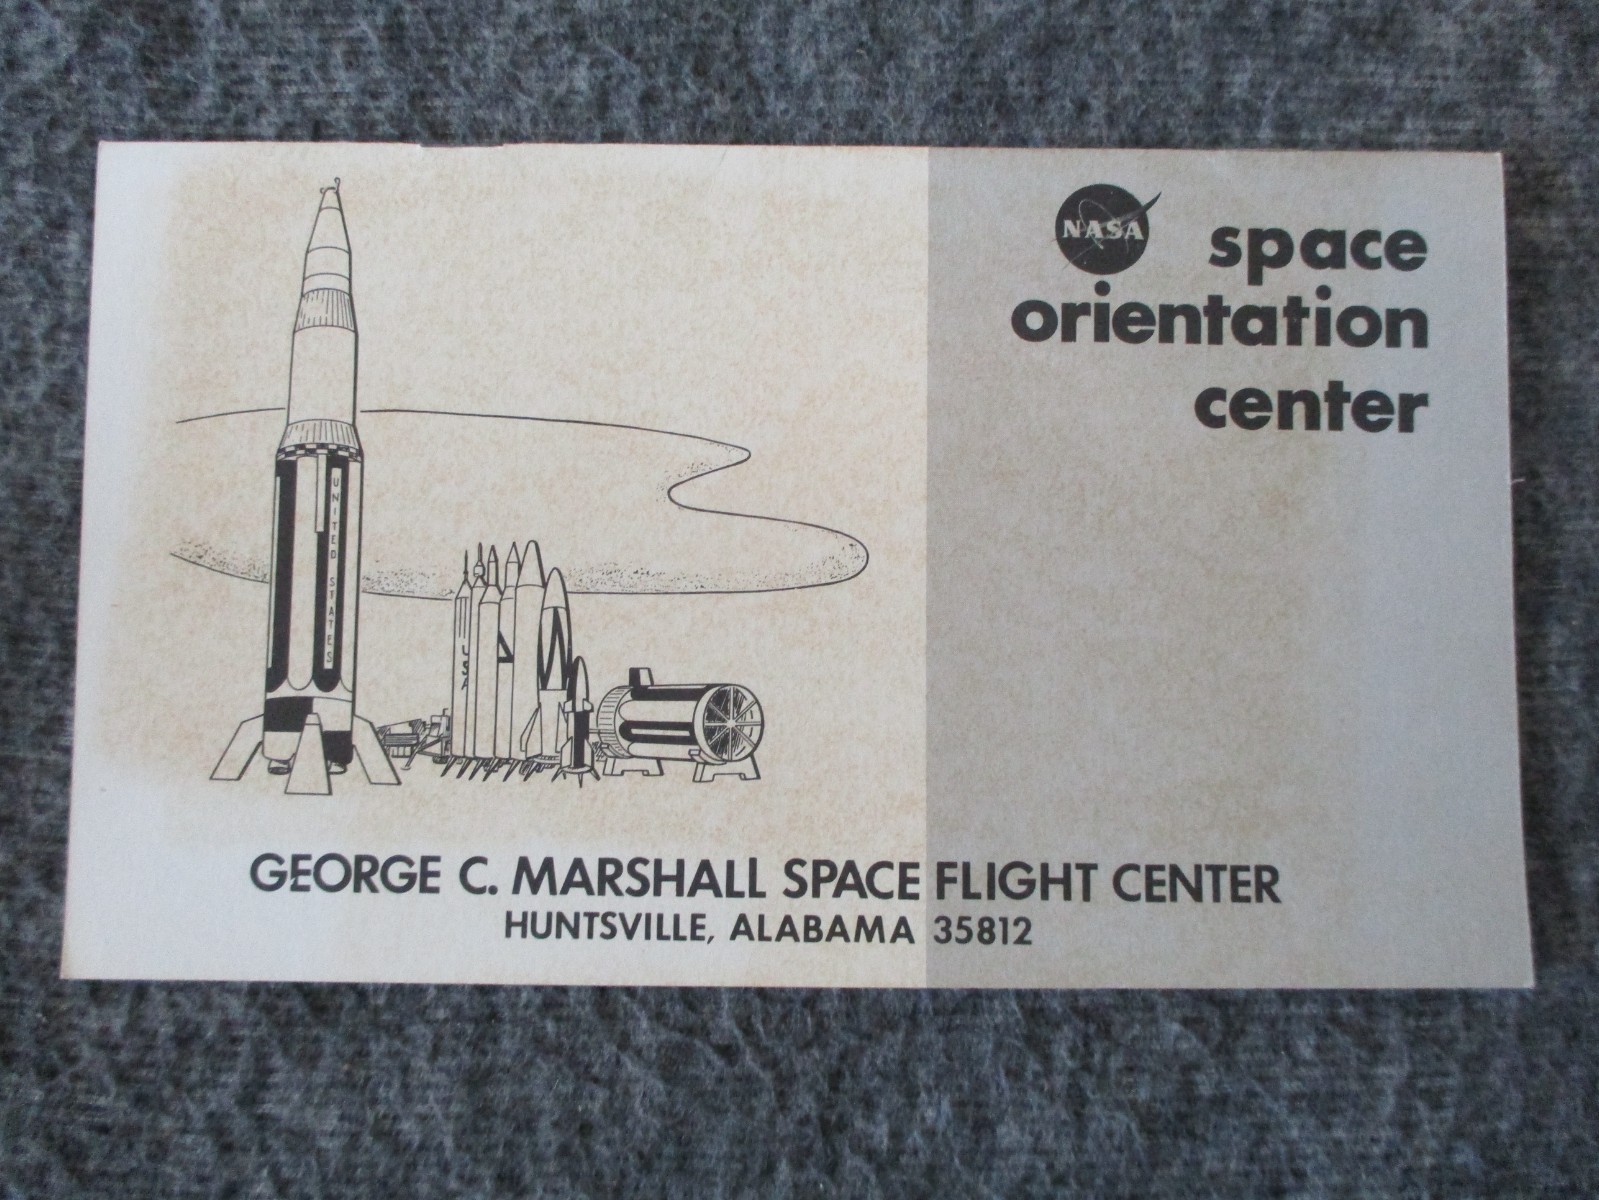 NASA
space
orientation
center
UNITED STATES
USA
GEORGE C. MARSHALL SPACE FLIGHT CENTER
HUNTSVILLE, ALABAMA 35812